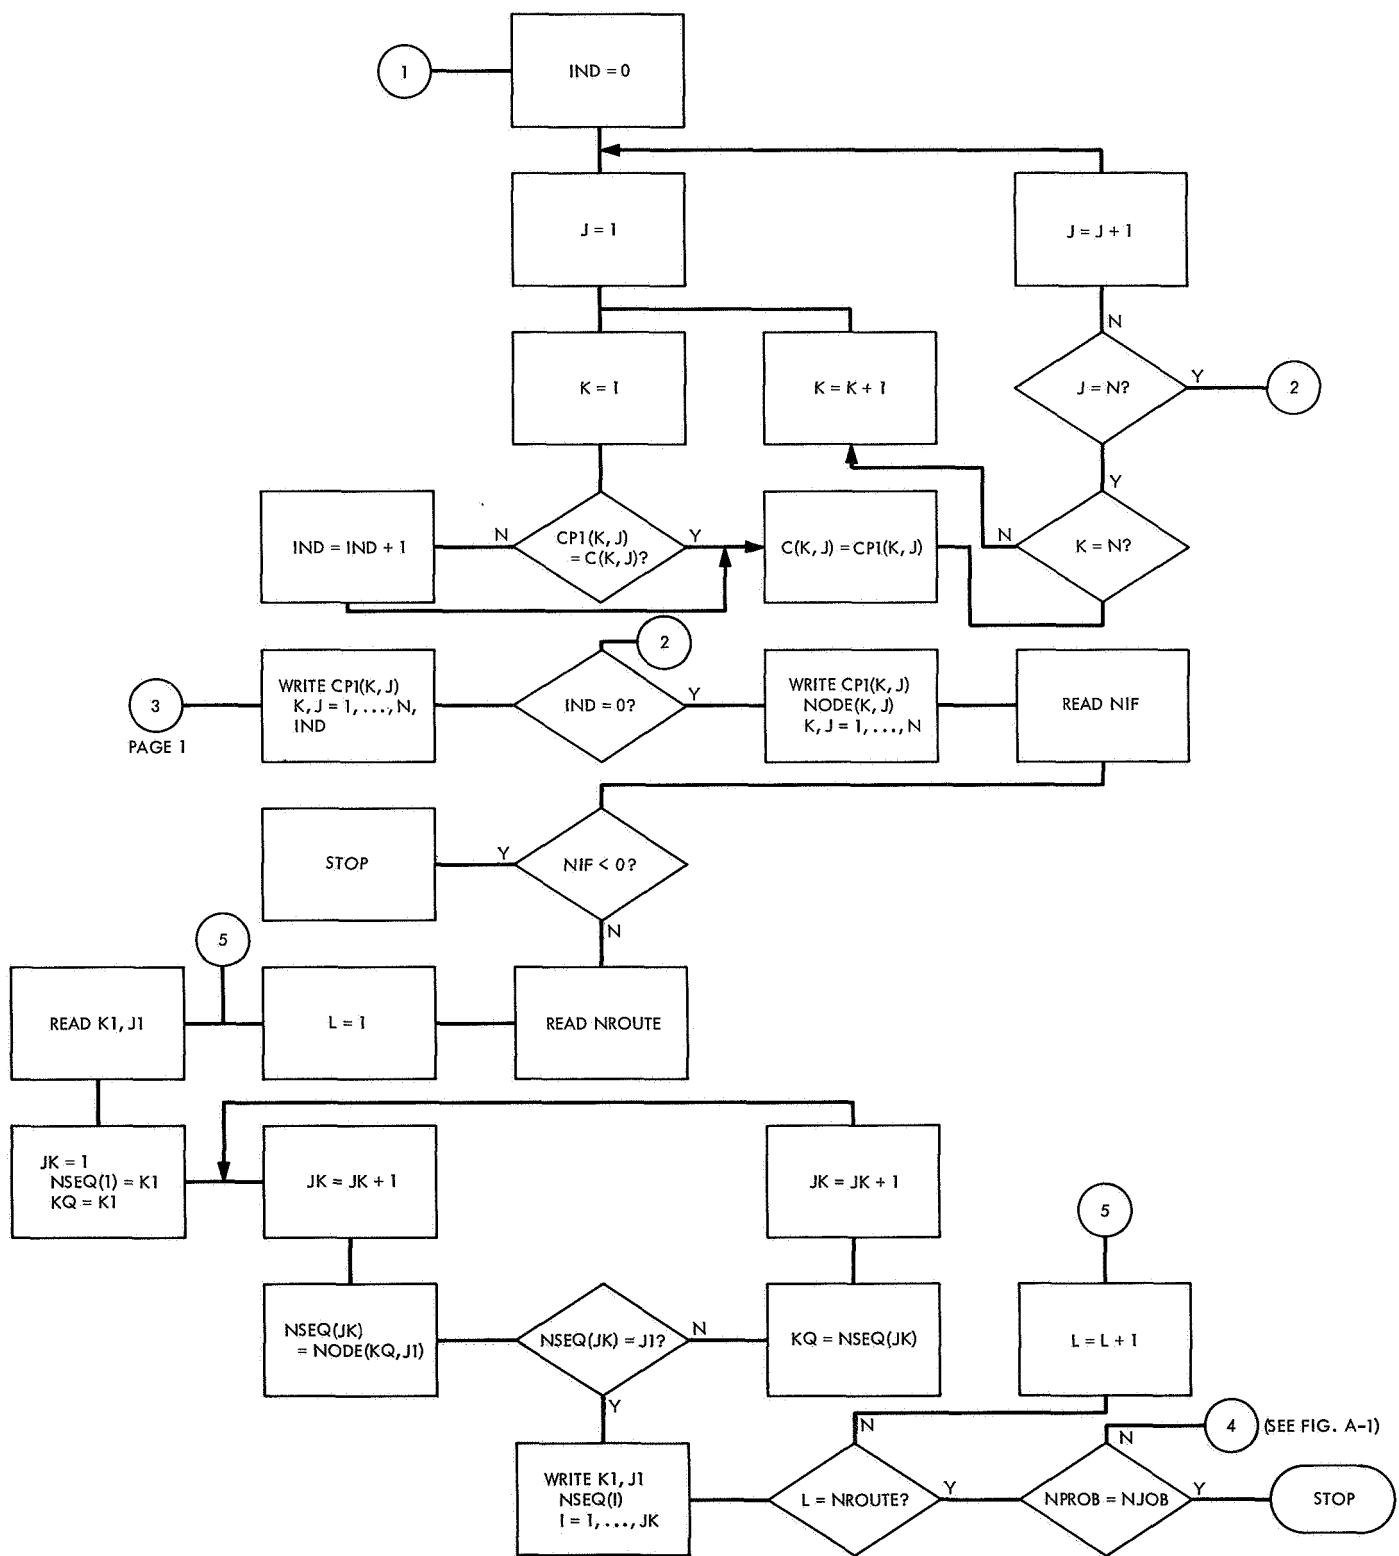 1
IND = 0
J = 1
J = J + 1
N
K = 1
K = K + 1
J = N?
Y
2
Y
IND = IND + 1
N
CP1(K, J)
= C(K, J)?
Y
C(K, J) = CP1(K, J)
N
K = N?
2
3
PAGE 1
WRITE CP1(K, J)
K, J = 1, . . . , N,
IND
IND = 0?
Y
WRITE CP1(K, J)
NODE(K, J)
K, J = 1, . . . , N
READ NIF
STOP
Y
NIF < 0?
N
5
READ K1, J1
L = 1
READ NROUTE
JK = 1
NSEQ(1) = K1
KQ = K1
JK = JK + 1
JK = JK + 1
5
NSEQ(JK)
= NODE(KQ, J1)
NSEQ(JK) = J1?
N
KQ = NSEQ(JK)
L = L + 1
Y
N
4
(SEE FIG. A-1)
N
WRITE K1, J1
NSEQ(I)
I = 1, . . . , JK
L = NROUTE?
Y
NPROB = NJOB
Y
STOP